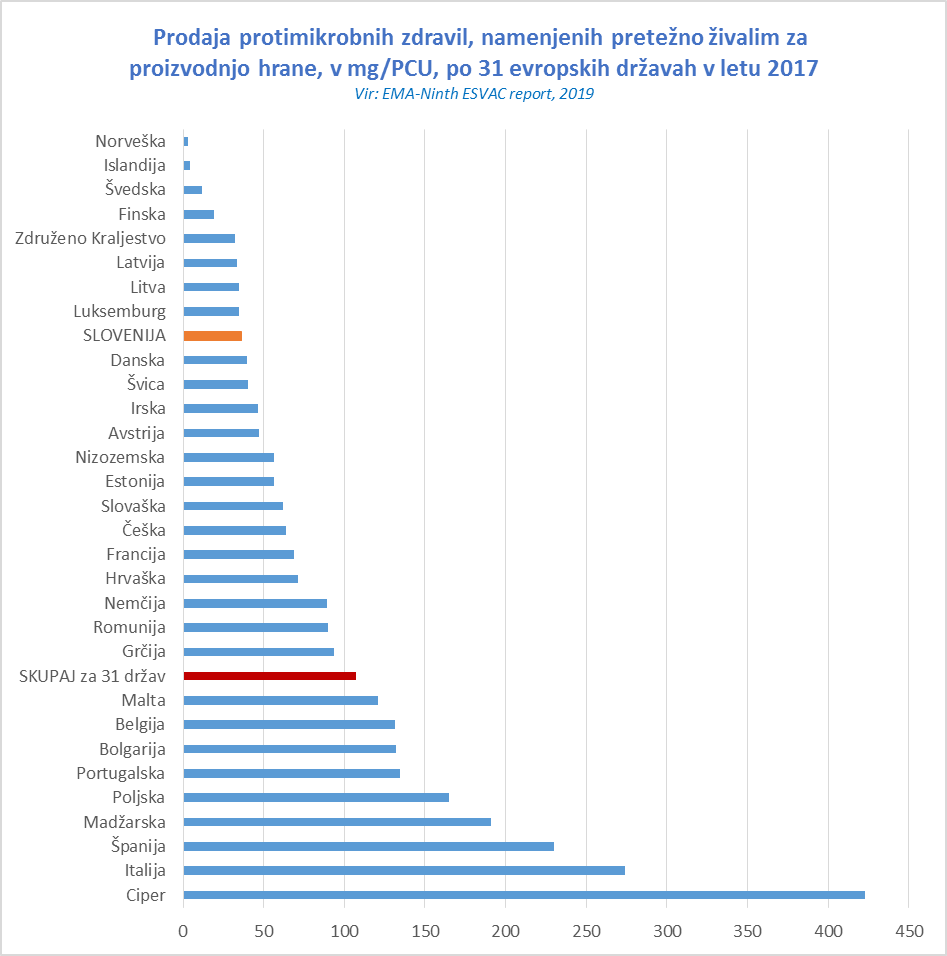 Prodaja protimikrobnih zdravil, namenjenih pretežno živalim za
proizvodnjo hrane, v mg/PCU, po 31 evropskih državah v letu 2017
Vir: EMA-Ninth ESVAC report, 2019
Norveška
Islandija
Švedska
Finska
Združeno Kraljestvo
Latvija
Litva
Luksemburg
SLOVENIJA
Danska
Švica
Irska
Avstrija
Nizozemska
Estonija
Slovaška
Češka
Francija
Hrvaška
Nemčija
Romunija
Grčija
SKUPAJ za 31 držav
Malta
Belgija
Bolgarija
Portugalska
Poljska
Madžarska
Španija
Italija
Ciper
0 50 100 150 200 250 300 350 400 450